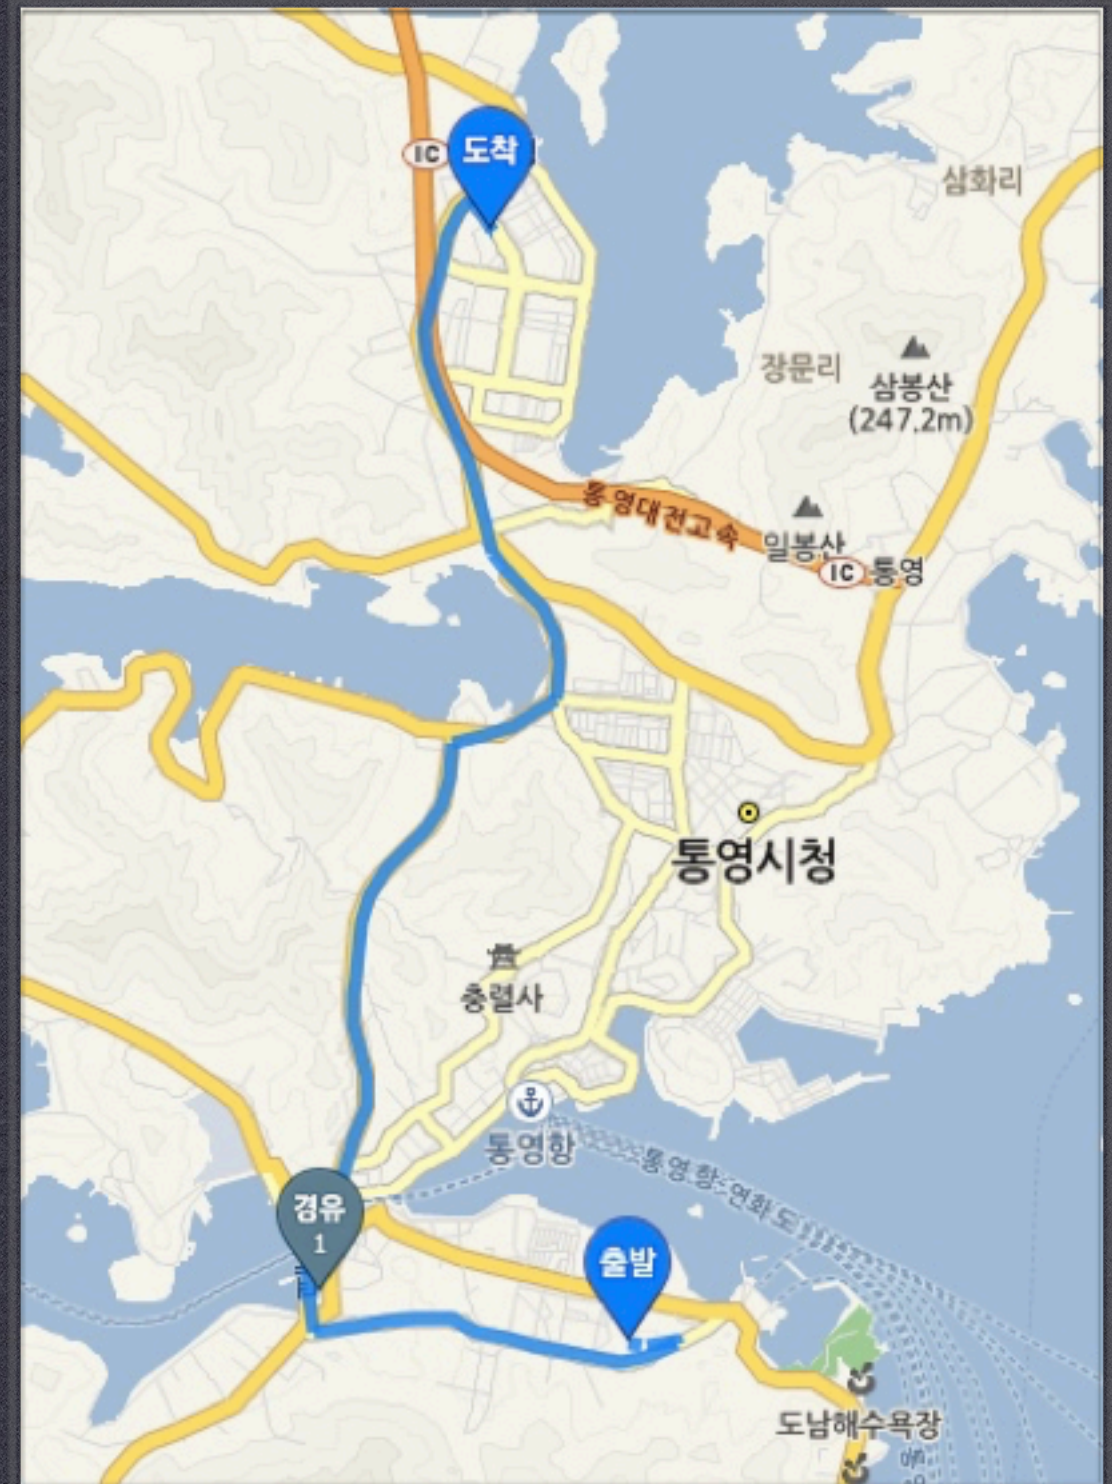 IC
도착
삼화리
장문리
삼봉산
(247.2m)
통영대전고속
일봉산
IC
통영
통영시청
충렬사
통영항
통영항-연화도
경유
1
출발
도남해수욕장